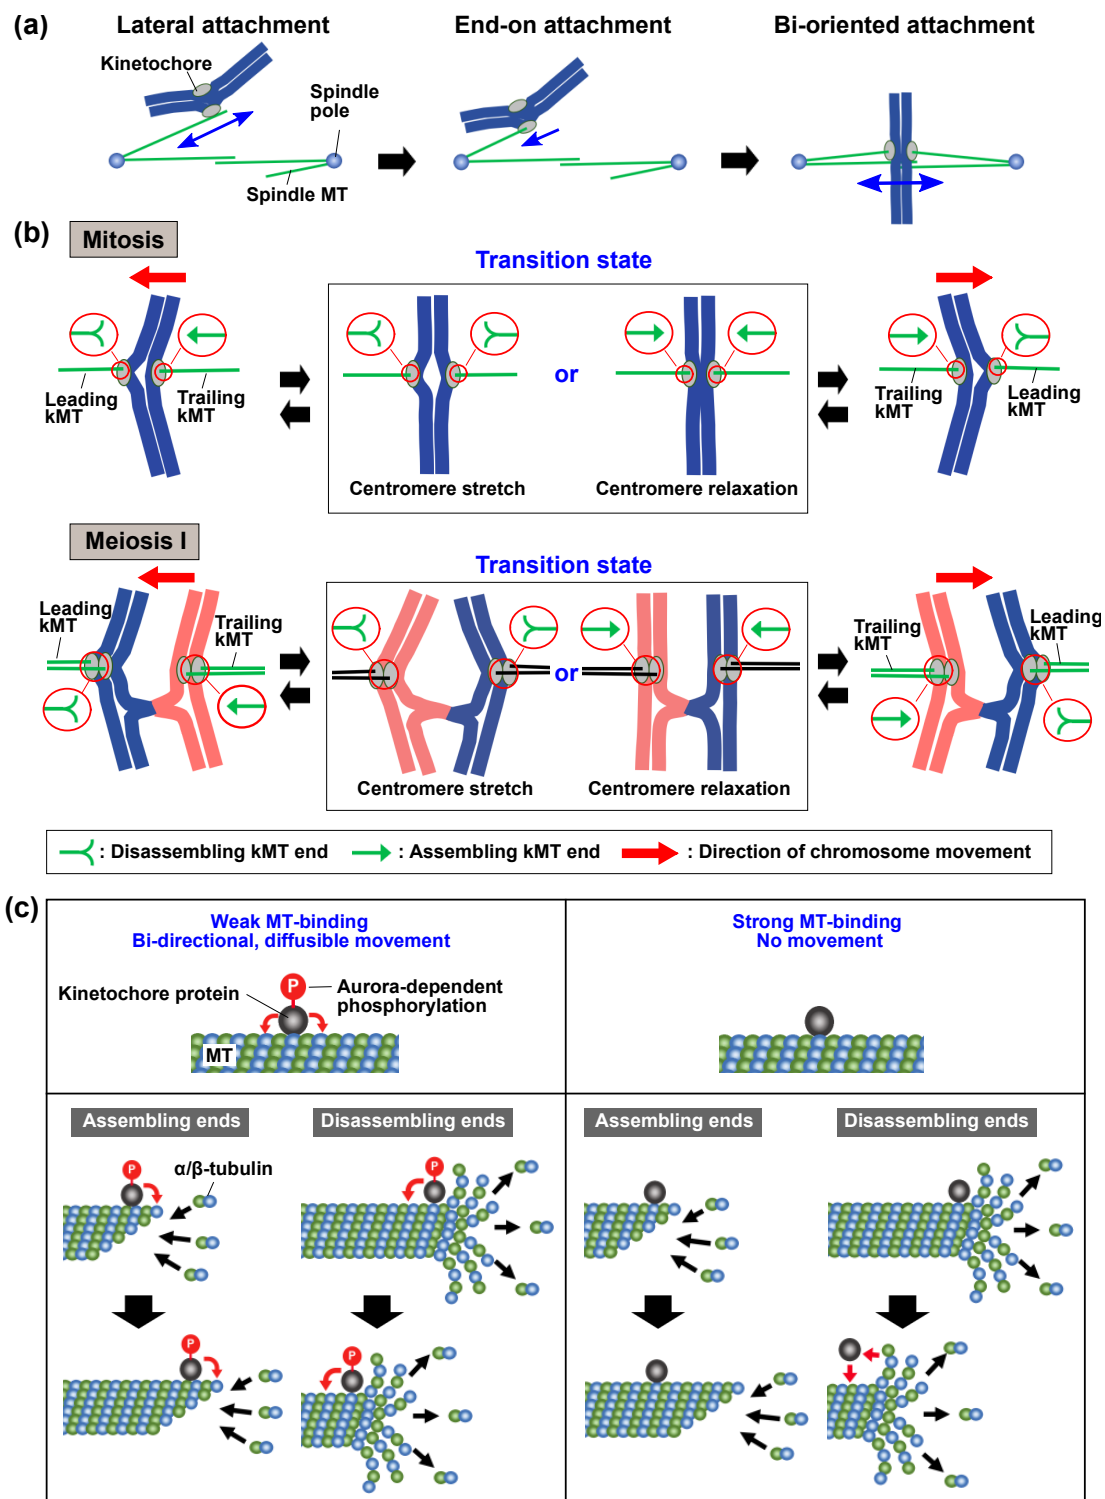 (a)
Lateral attachment
End-on attachment
Bi-oriented attachment
Kinetochore
Spindle
pole
Spindle MT
(b)
Mitosis
Transition state
Leading
kMT
Trailing
kMT
or
Centromere stretch
Centromere relaxation
Trailing
kMT
Leading
kMT
Meiosis I
Transition state
Leading
kMT
Trailing
kMT
or
Centromere stretch
Centromere relaxation
Trailing
kMT
Leading
kMT
: Disassembling kMT end
: Assembling kMT end
: Direction of chromosome movement
(c)
Weak MT-binding
Bi-directional, diffusible movement
Strong MT-binding
No movement
P
Kinetochore protein
Aurora-dependent
phosphorylation
MT
Assembling ends
Disassembling ends
Assembling ends
Disassembling ends
P
α/β-tubulin
P
P
P